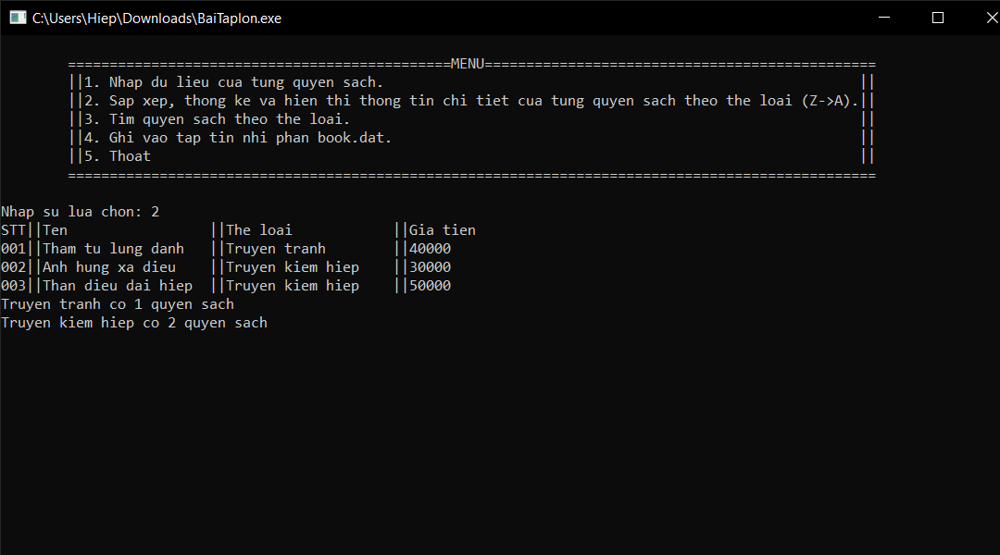 C:\Users\Hiep\Downloads\BaiTaplon.exe
==============================================MENU===============================================
||1. Nhap du lieu cua tung quyen sach.                                                         ||
||2. Sap xep, thong ke va hien thi thong tin chi tiet cua tung quyen sach theo the loai (Z->A).||
||3. Tim quyen sach theo the loai.                                                             ||
||4. Ghi vao tap tin nhi phan book.dat.                                                        ||
||5. Thoat                                                                                     ||
=================================================================================================
Nhap su lua chon: 2
STT||Ten                 ||The loai            ||Gia tien
001||Tham tu lung danh   ||Truyen tranh        ||40000
002||Anh hung xa dieu    ||Truyen kiem hiep    ||30000
003||Than dieu dai hiep  ||Truyen kiem hiep    ||50000
Truyen tranh co 1 quyen sach
Truyen kiem hiep co 2 quyen sach